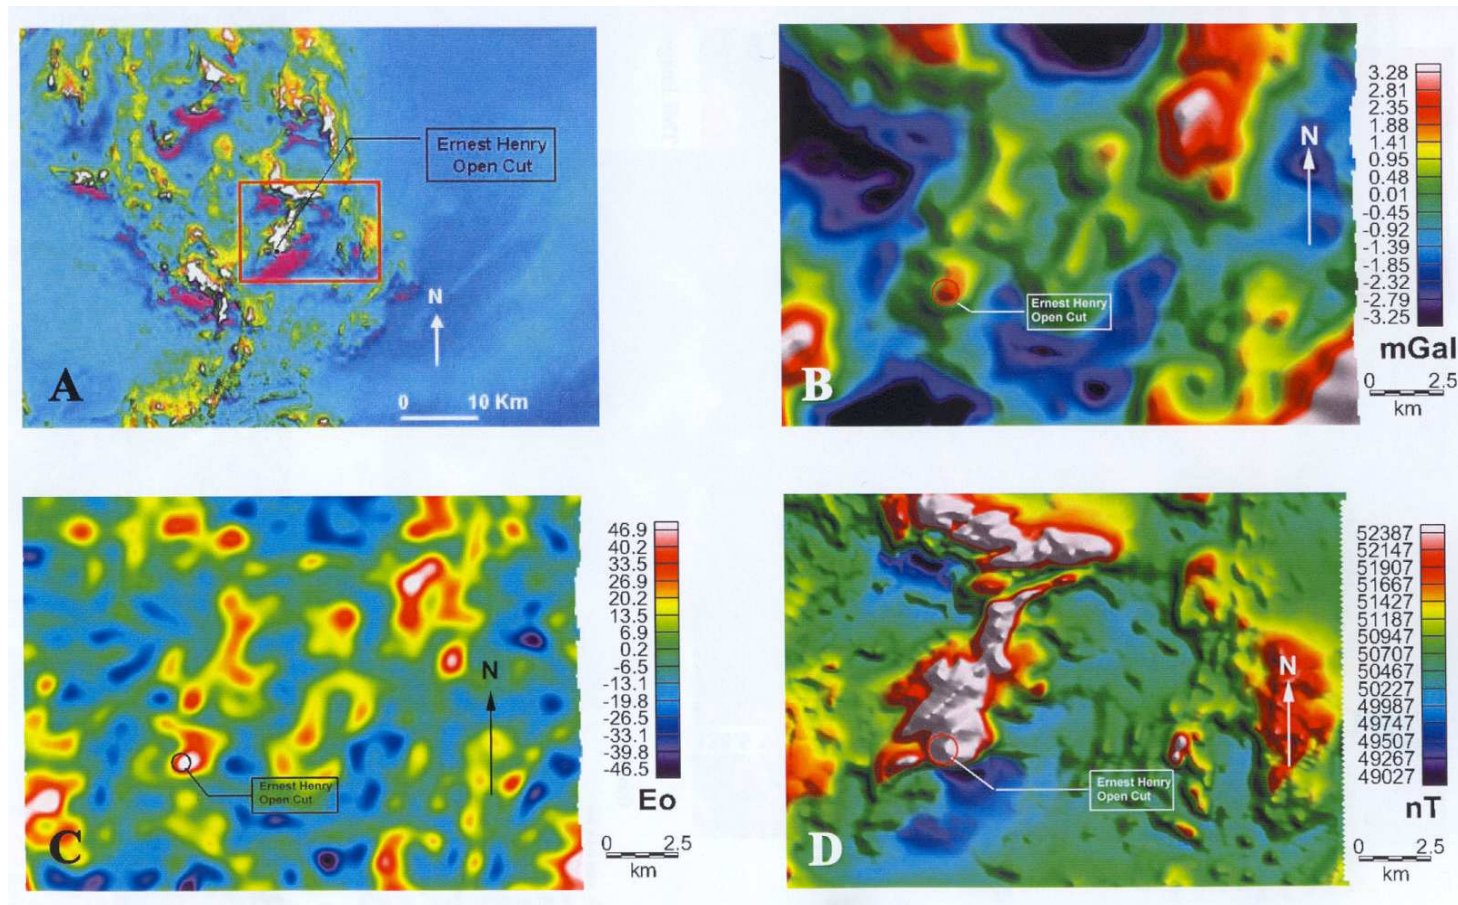 Ernest Henry
Open Cut
N
A
0 10 Km
3.28
2.81
2.35
1.88
1.41
0.95
0.48
0.01
-0.45
-0.92
-1.39
-1.85
-2.32
-2.79
-3.25
mGal
0 2.5
km
N
Ernest Henry
Open Cut
B
46.9
40.2
33.5
26.9
20.2
13.5
6.9
0.2
-6.5
-13.1
-19.8
-26.5
-33.1
-39.8
-46.5
Eo
0 2.5
km
N
Ernest Henry
Open Cut
C
52387
52147
51907
51667
51427
51187
50947
50707
50467
50227
49987
49747
49507
49267
49027
nT
0 2.5
km
N
Ernest Henry
Open Cut
D